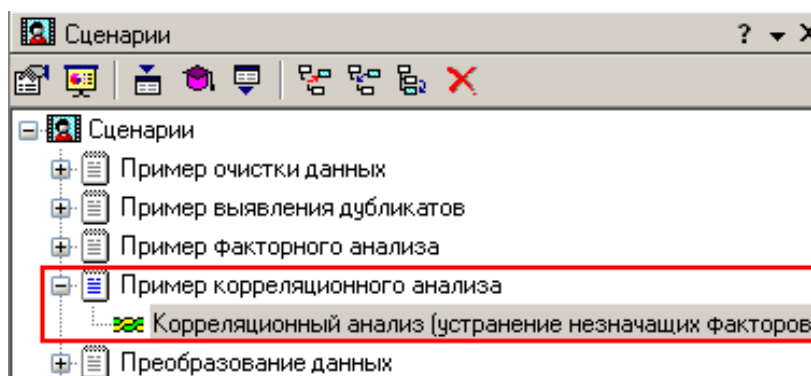 Сценарии ?
Сценарии
Пример очистки данных
Пример выявления дубликатов
Пример факторного анализа
Пример корреляционного анализа
Корреляционный анализ (устранение незначащих факторов
Преобразование данных